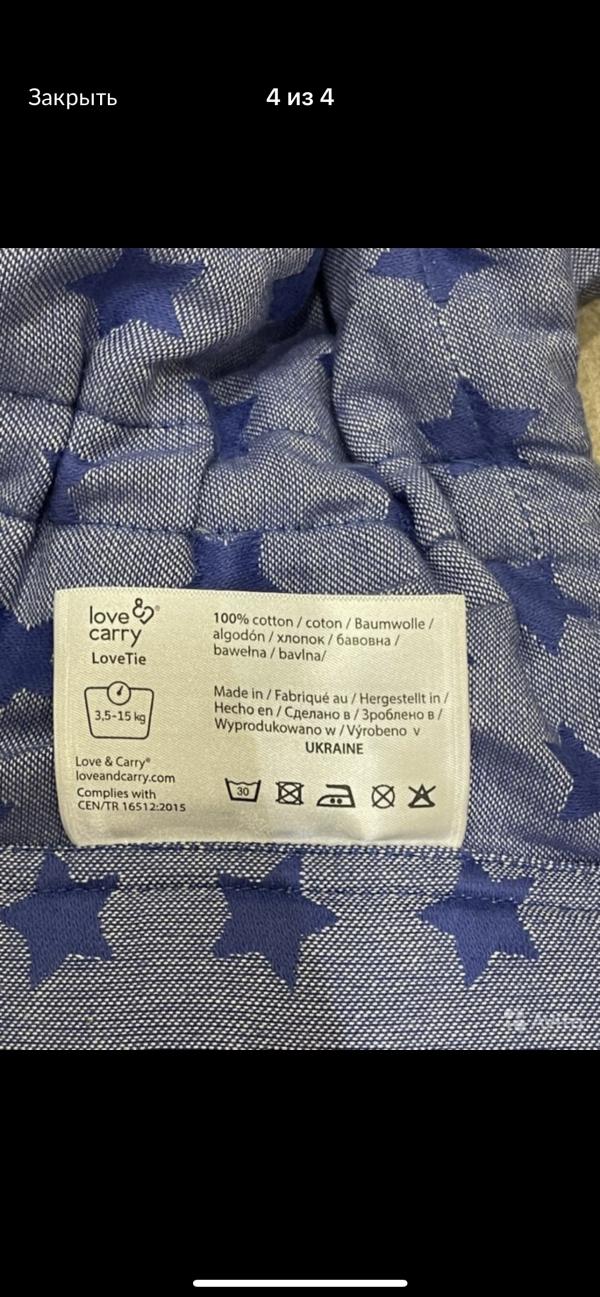 Закрыть
4 из 4
love &
carry®
LoveTie
3,5-15 kg
Love & Carry®
loveandcarry.com
Complies with
CEN/TR 16512:2015
100% cotton / coton / Baumwolle /
algodón / хлопок / бавовна /
bawełna / bavlna/
Made in / Fabriqué au / Hergestellt in /
Hecho en / Сделано в / Зроблено в /
Wyprodukowano w / Výrobeno v
UKRAINE
30
Avito